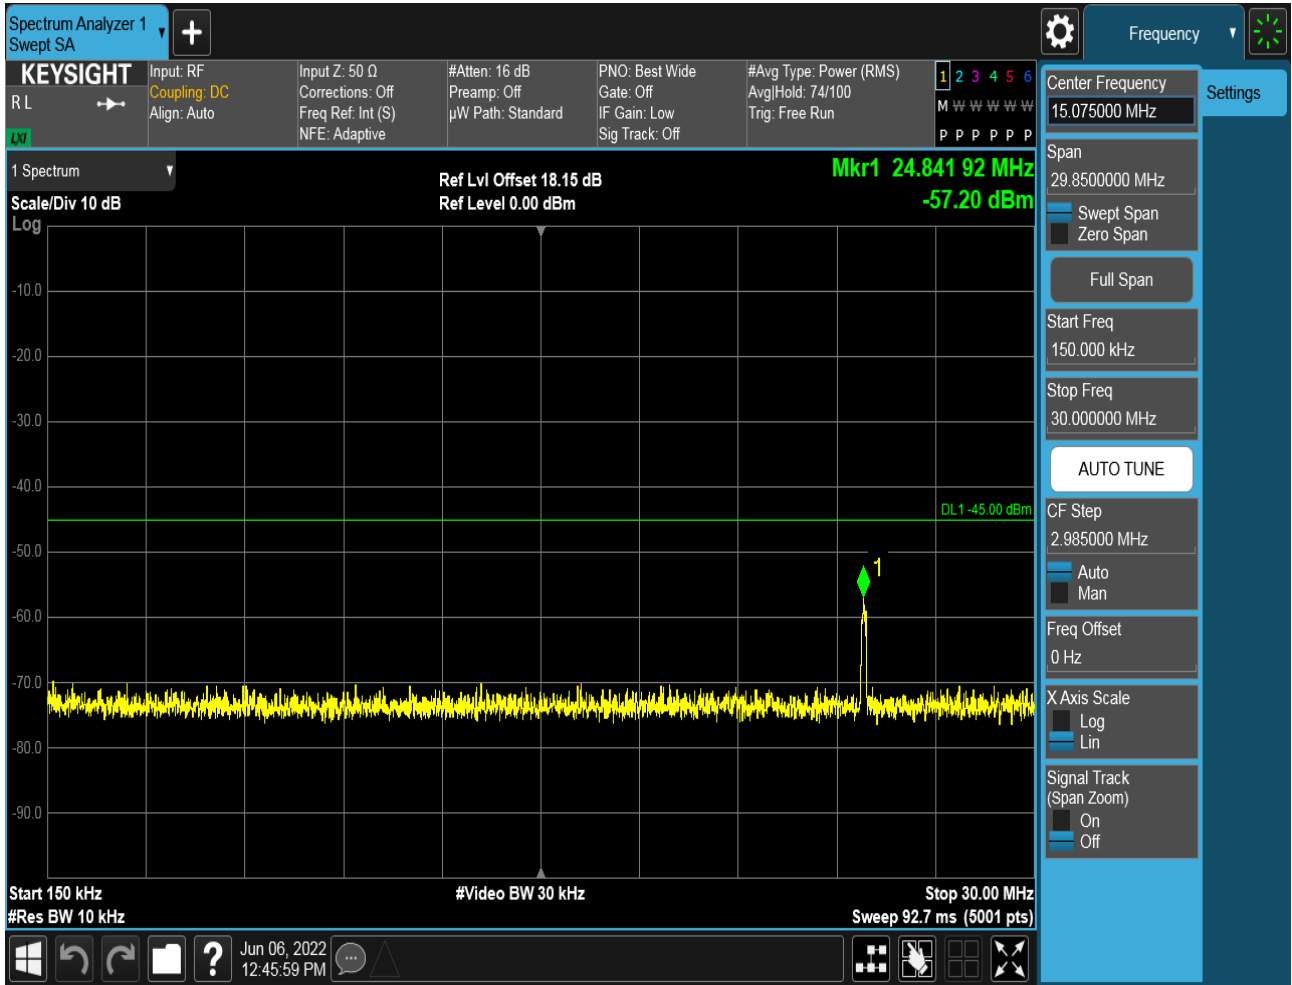 Spectrum Analyzer 1
Swept SA
Frequency
KEYSIGHT
R L
LXI
Input: RF
Coupling: DC
Align: Auto
Input Z: 50 Ω
Corrections: Off
Freq Ref: Int (S)
NFE: Adaptive
#Atten: 16 dB
Preamp: Off
µW Path: Standard
PNO: Best Wide
Gate: Off
IF Gain: Low
Sig Track: Off
#Avg Type: Power (RMS)
Avg|Hold: 74/100
Trig: Free Run
1 2 3 4 5 6
M W W W W W
P P P P P P
1 Spectrum
Scale/Div 10 dB
Log
Ref Lvl Offset 18.15 dB
Ref Level 0.00 dBm
Mkr1 24.841 92 MHz
-57.20 dBm
-10.0
-20.0
-30.0
-40.0
DL1 -45.00 dBm
-50.0
1
-60.0
-70.0
-80.0
-90.0
Start 150 kHz
#Video BW 30 kHz
Stop 30.00 MHz
#Res BW 10 kHz
Sweep 92.7 ms (5001 pts)
?
Jun 06, 2022
12:45:59 PM
Center Frequency
15.075000 MHz
Settings
Span
29.8500000 MHz
Swept Span
Zero Span
Full Span
Start Freq
150.000 kHz
Stop Freq
30.000000 MHz
AUTO TUNE
CF Step
2.985000 MHz
Auto
Man
Freq Offset
0 Hz
X Axis Scale
Log
Lin
Signal Track
(Span Zoom)
On
Off